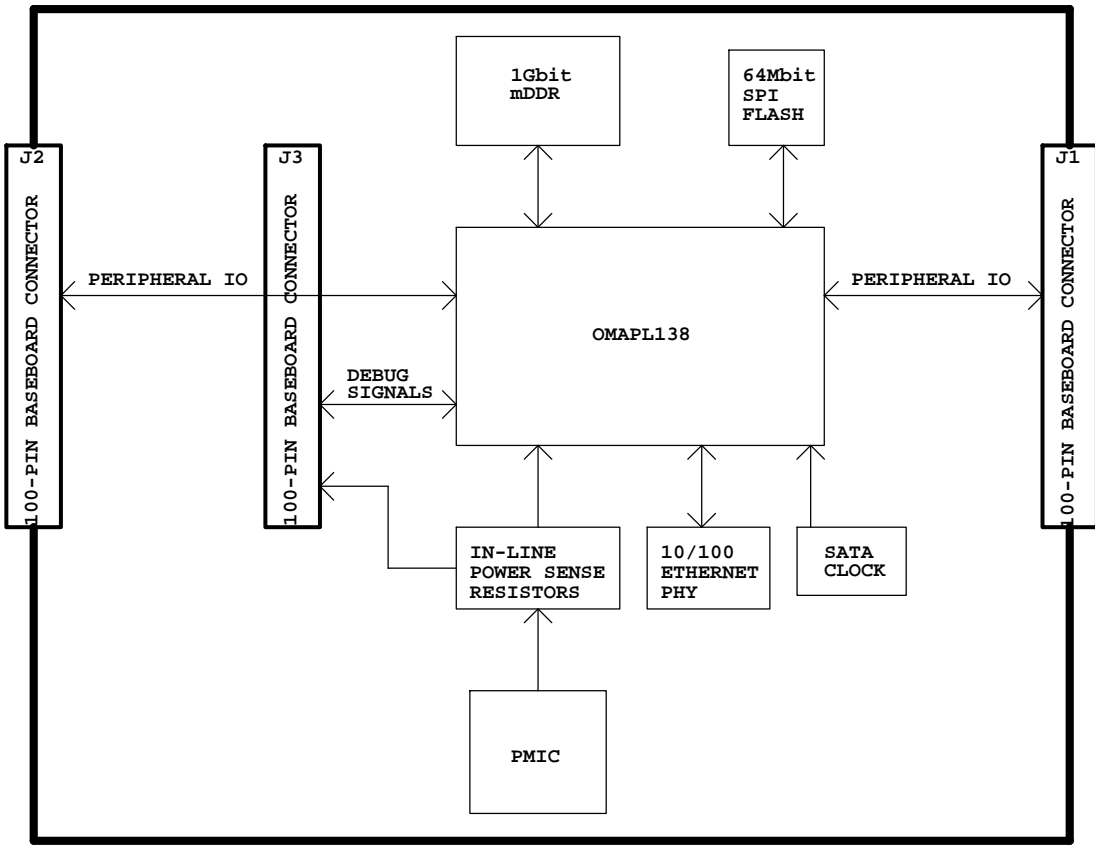 1Gbit
mDDR
64Mbit
SPI
FLASH
J2
100-PIN BASEBOARD CONNECTOR
J3
100-PIN BASEBOARD CONNECTOR
J1
100-PIN BASEBOARD CONNECTOR
PERIPHERAL IO
PERIPHERAL IO
OMAPL138
DEBUG
SIGNALS
IN-LINE
POWER SENSE
RESISTORS
10/100
ETHERNET
PHY
SATA
CLOCK
PMIC